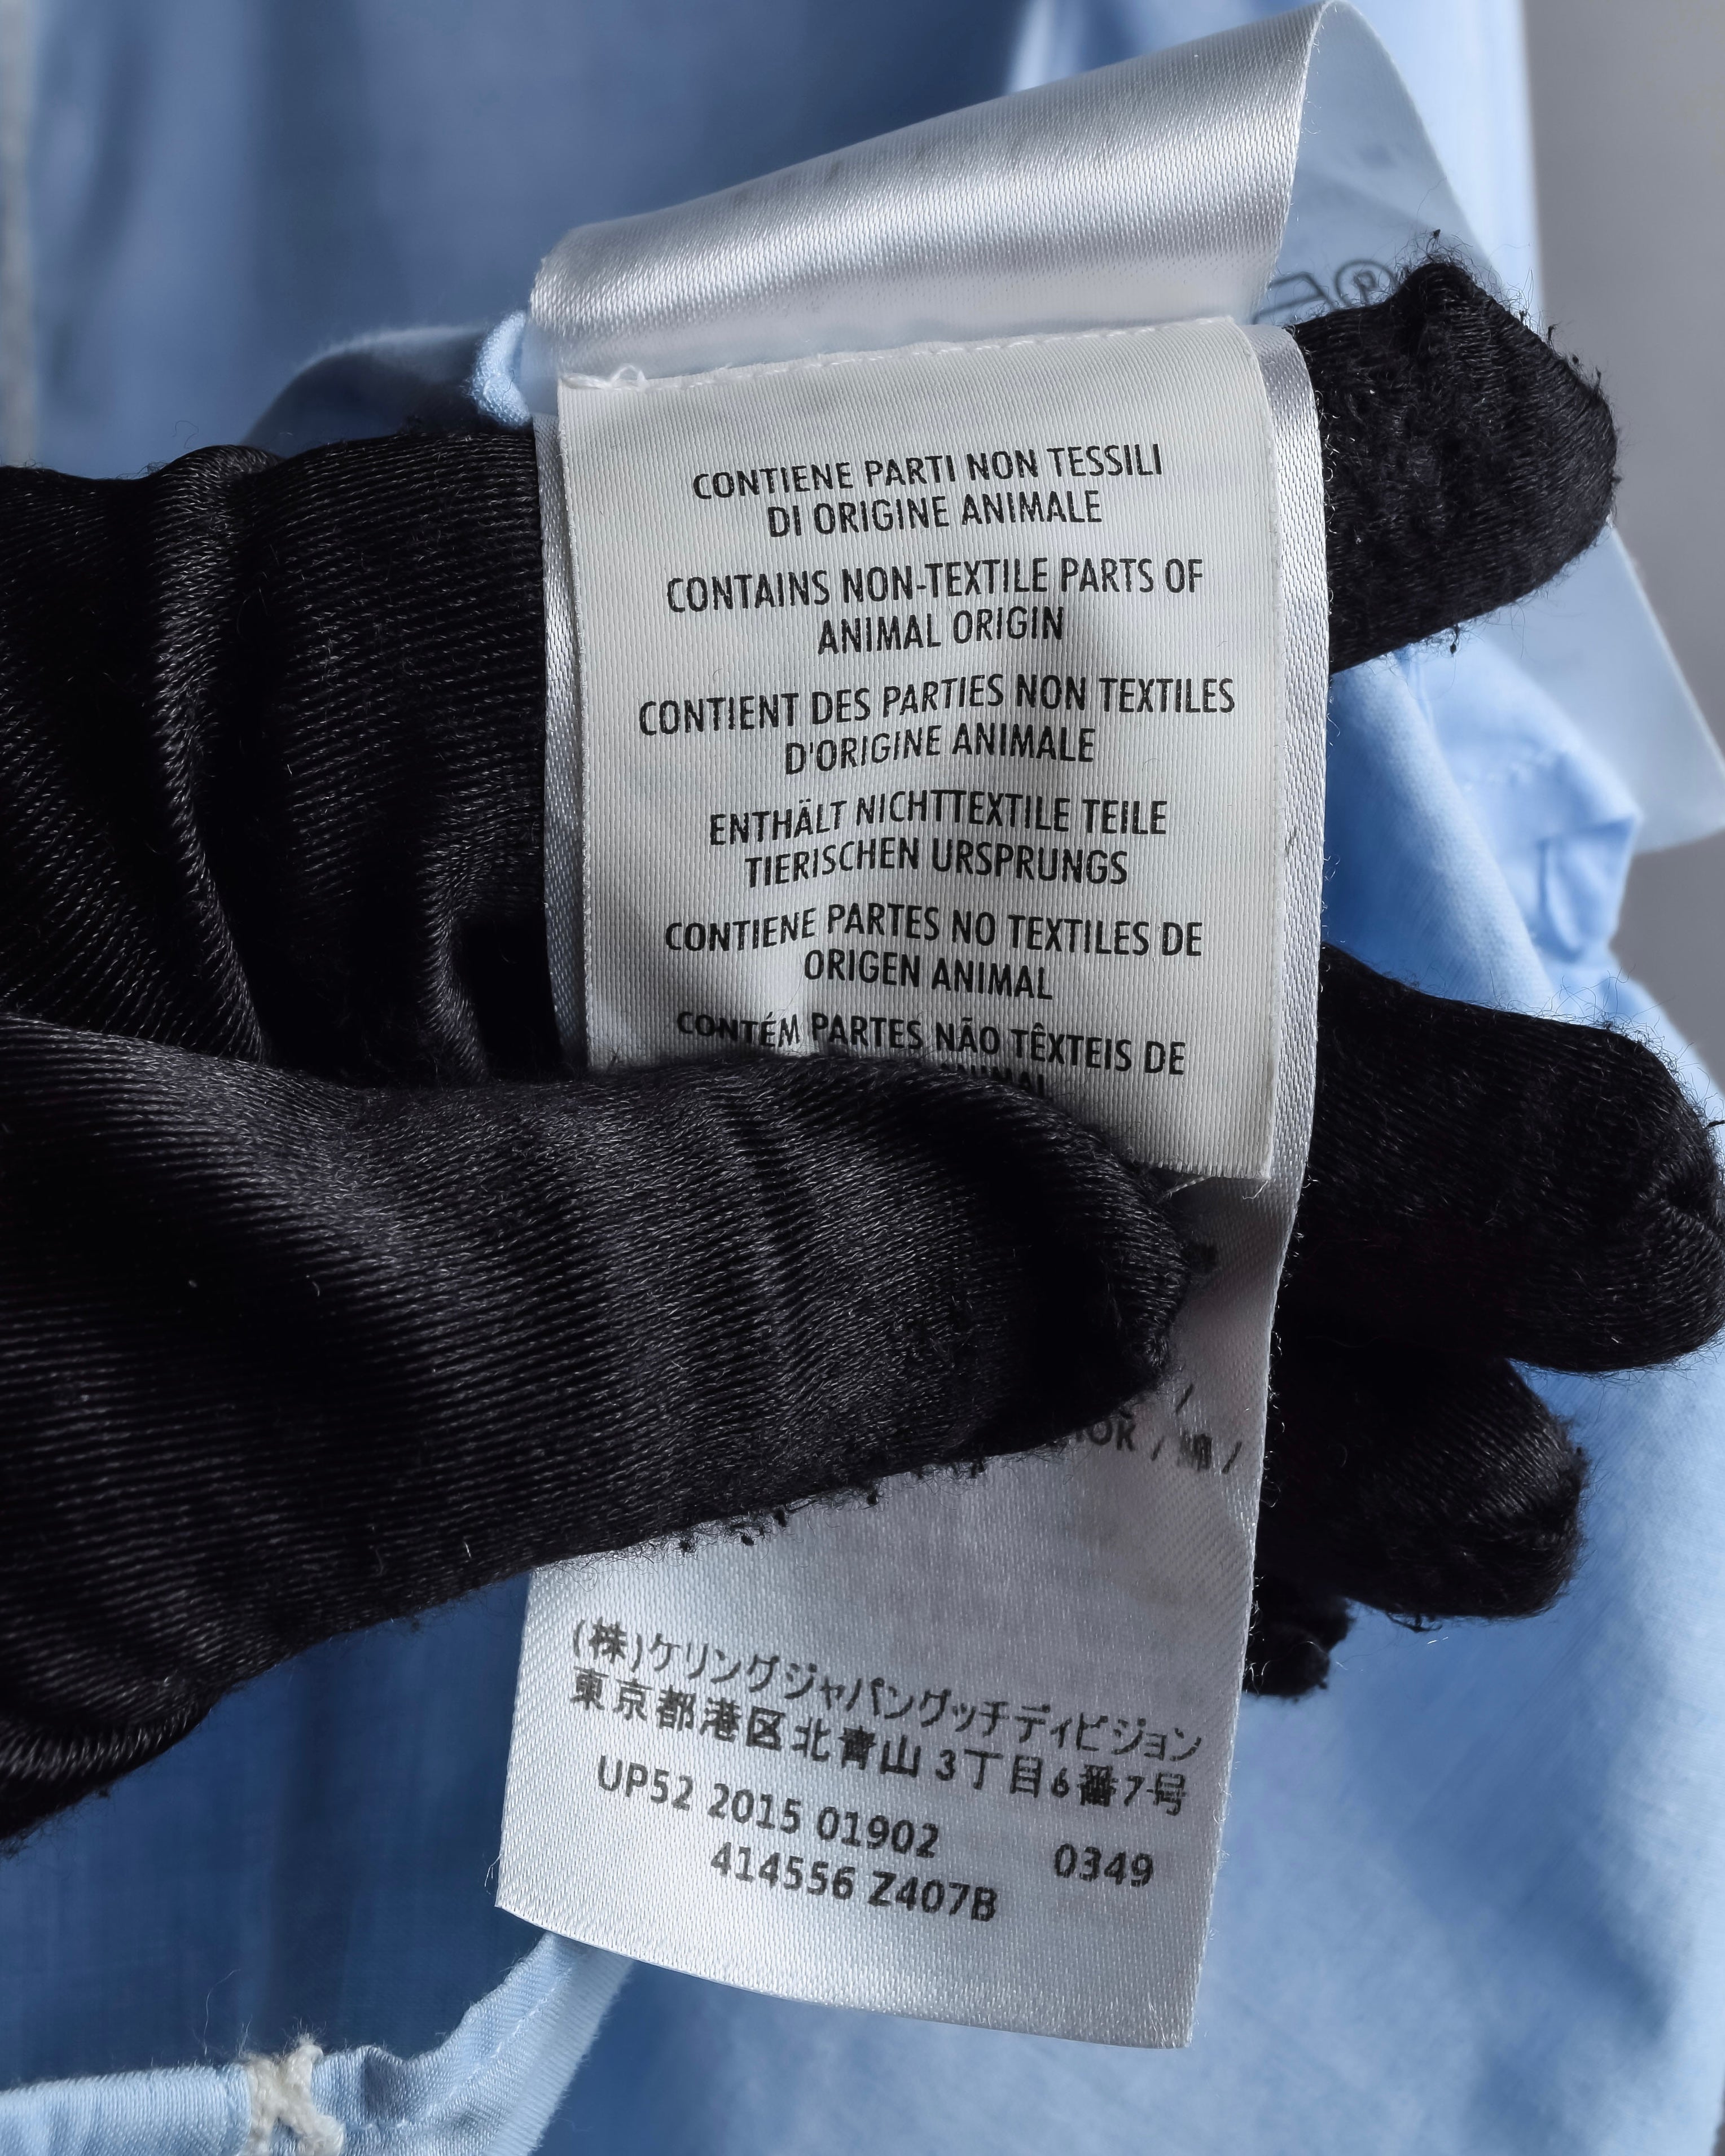 CONTIENE PARTI NON TESSILI
DI ORIGINE ANIMALE
CONTAINS NON-TEXTILE PARTS OF
ANIMAL ORIGIN
CONTIENT DES PARTIES NON TEXTILES
D'ORIGINE ANIMALE
ENTHÄLT NICHTTEXTILE TEILE
TIERISCHEN URSPRUNGS
CONTIENE PARTES NO TEXTILES DE
ORIGEN ANIMAL
CONTÉM PARTES NÃO TÊXTEIS DE
ANIMAL
/ 綿 /
(株)ケリングジャパングッチディビジョン
東京都港区北青山3丁目6番7号
UP52 2015 01902 0349
414556 Z407B